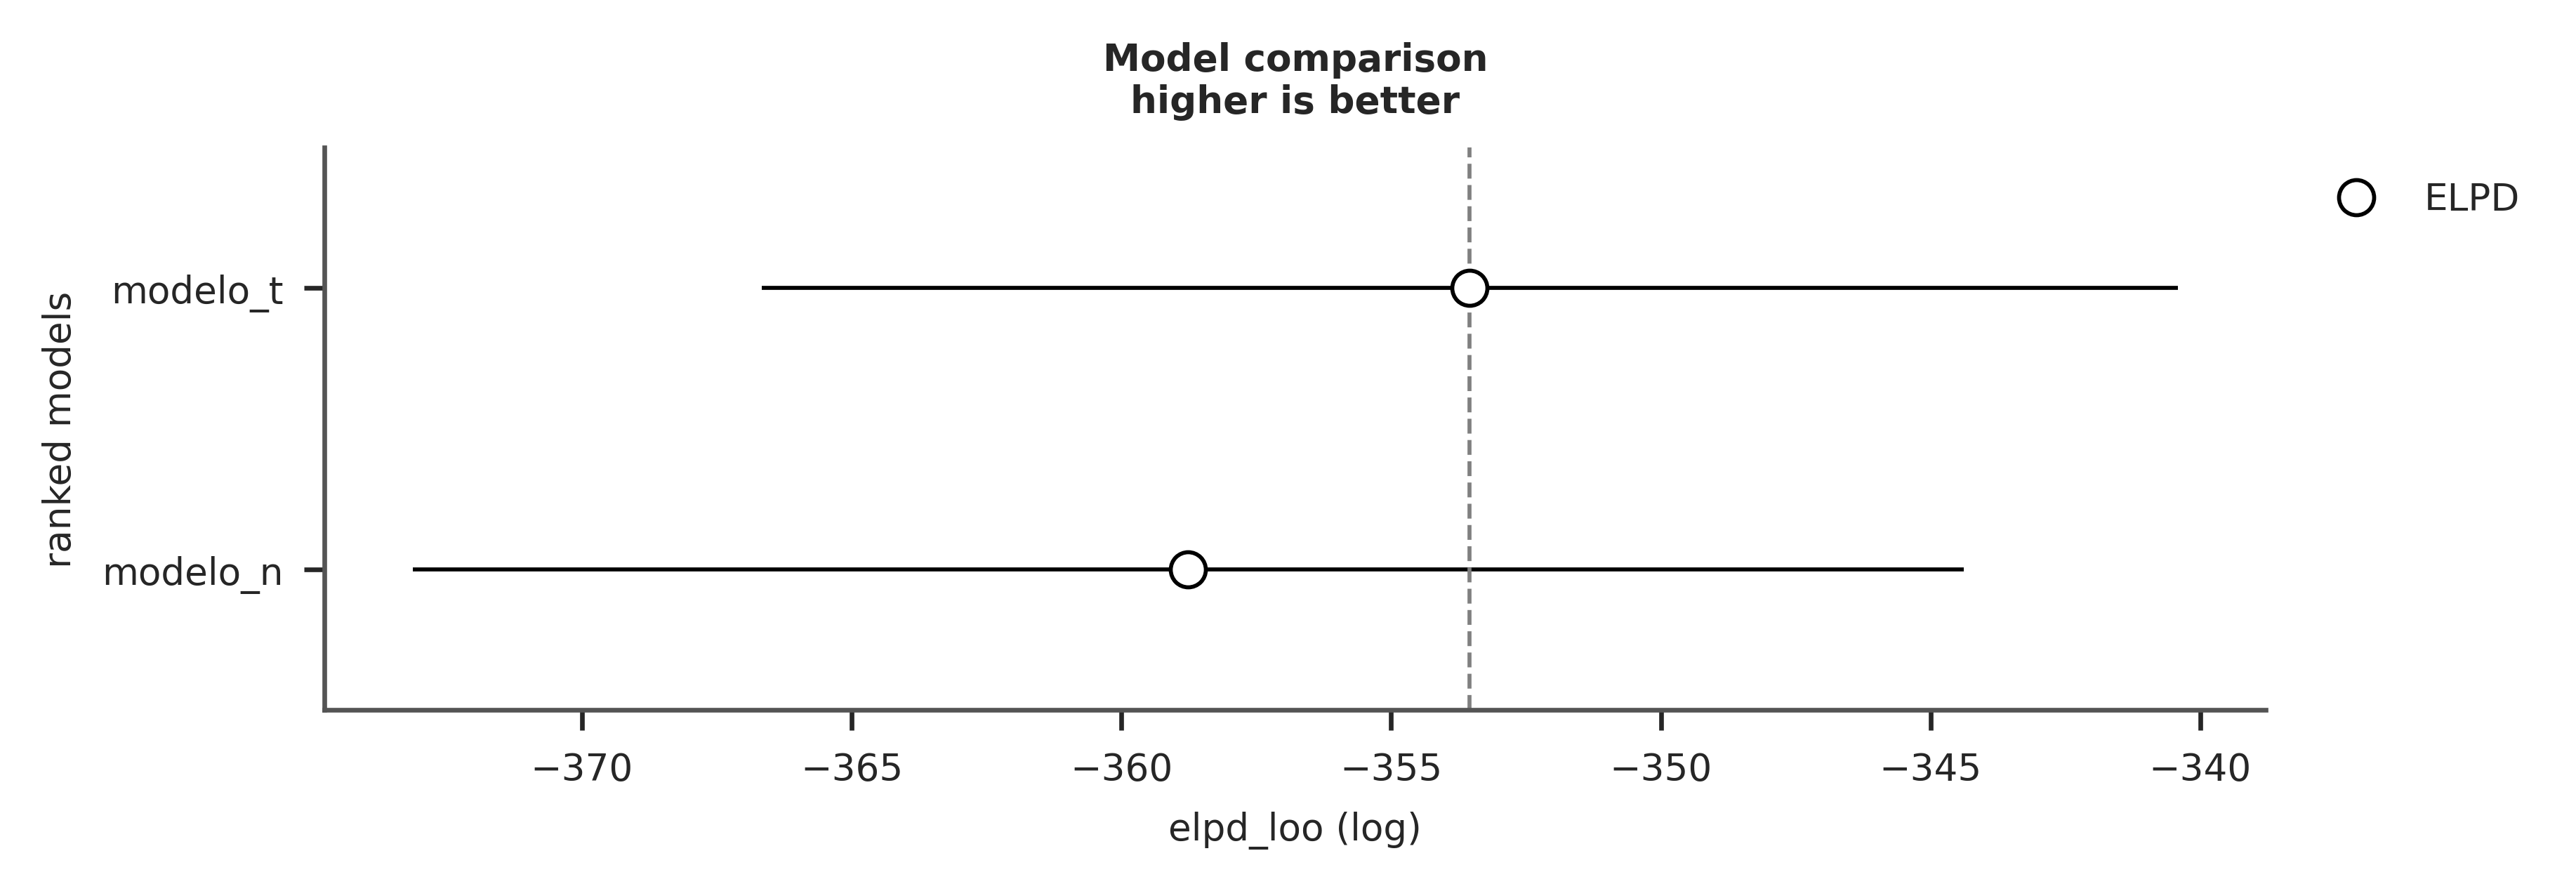 Model comparison
higher is better
ELPD
modelo_t
modelo_n
ranked models
−370 −365 −360 −355 −350 −345 −340
elpd_loo (log)